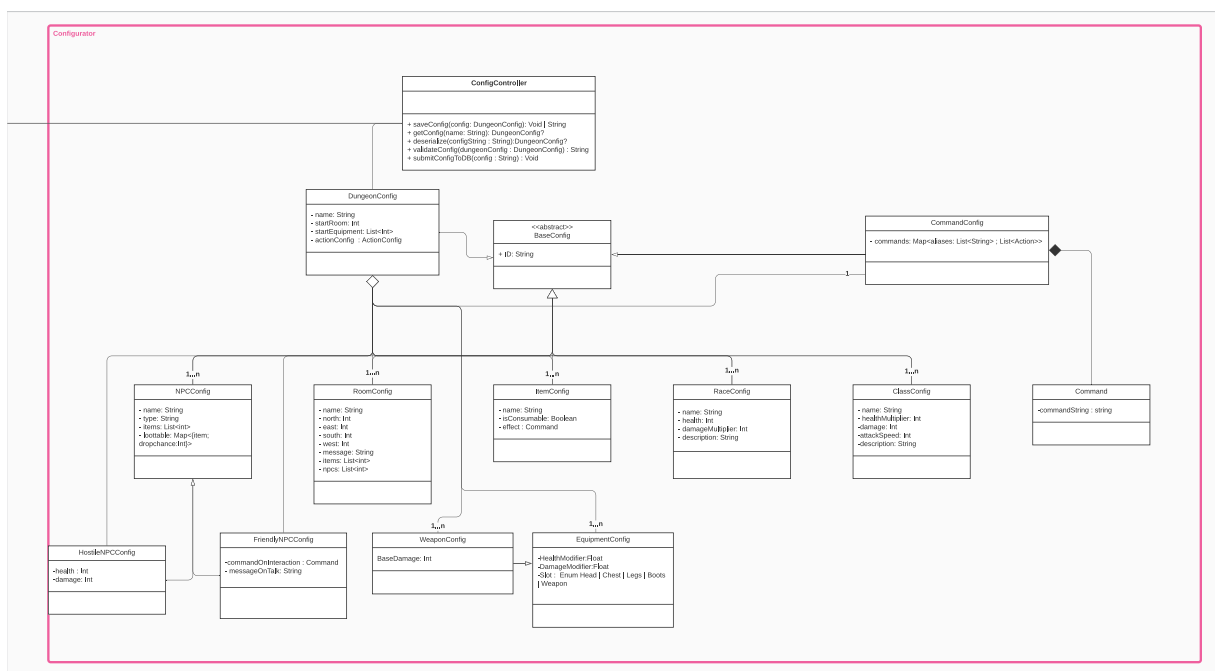 Configurator
ConfigController
+ saveConfig(config: DungeonConfig): Void | String
+ getConfig(name: String): DungeonConfig?
+ deserialize(configString : String):DungeonConfig?
+ validateConfig(dungeonConfig : DungeonConfig) : String
+ submitConfigToDB(config : String) : Void
DungeonConfig
- name: String
- startRoom: Int
- startEquipment: List<Int>
- actionConfig : ActionConfig
<<abstract>>
BaseConfig
+ ID: String
CommandConfig
- commands: Map<aliases: List<String> ; List<Action>>
1
1...n
1...n
1...n
1...n
1...n
NPCConfig
- name: String
- type: String
- items: List<int>
- loottable: Map<{item;
dropchance:Int}>
RoomConfig
- name: String
- north: Int
- east: Int
- south: Int
- west: Int
- message: String
- items: List<int>
- npcs: List<int>
ItemConfig
- name: String
- isConsumable: Boolean
- effect : Command
RaceConfig
- name: String
- health: Int
- damageMultiplier: Int
- description: String
ClassConfig
- name: String
- healthMultiplier: Int
-damage: Int
-attackSpeed: Int
-description: String
Command
-commandString : string
1...n
1...n
HostileNPCConfig
-health : Int
-damage: Int
FriendlyNPCConfig
-commandOnInteraction : Command
- messageOnTalk: String
WeaponConfig
BaseDamage: Int
EquipmentConfig
-HealthModifier:Float
-DamageModifier:Float
-Slot : Enum Head | Chest | Legs | Boots
| Weapon